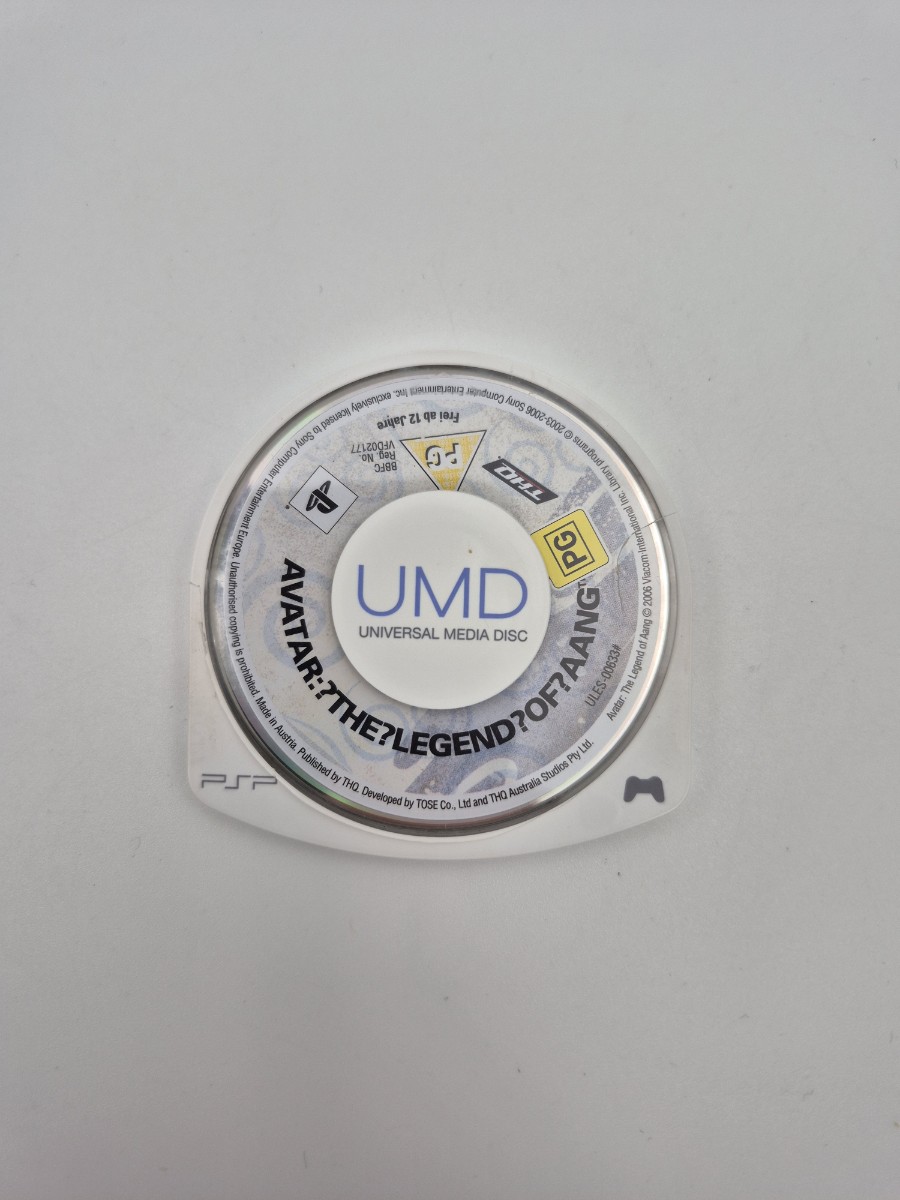 © 2003-2006 Sony Computer Entertainment Inc. exclusively licensed to Sony Computer Entertainment Europe. Unauthorised copying is prohibited. Made in Austria. Published by THQ. Developed by TOSE Co., Ltd and THQ Australia Studios Pty Ltd.
Library programs
Frei ab 12 Jahre
BBFC
Reg. No.
VFD02177
PG
THQ
PG
UMD
UNIVERSAL MEDIA DISC
AVATAR:?THE?LEGEND?OF?AANG™
ULES-00633#
Avatar: The Legend of Aang © 2006 Viacom International Inc.
PSP